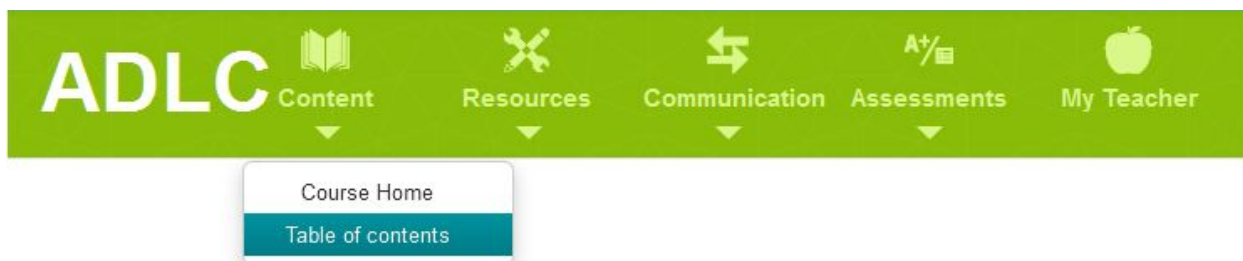 ADLC
Content Resources Communication Assessments My Teacher
A+/
Course Home
Table of contents